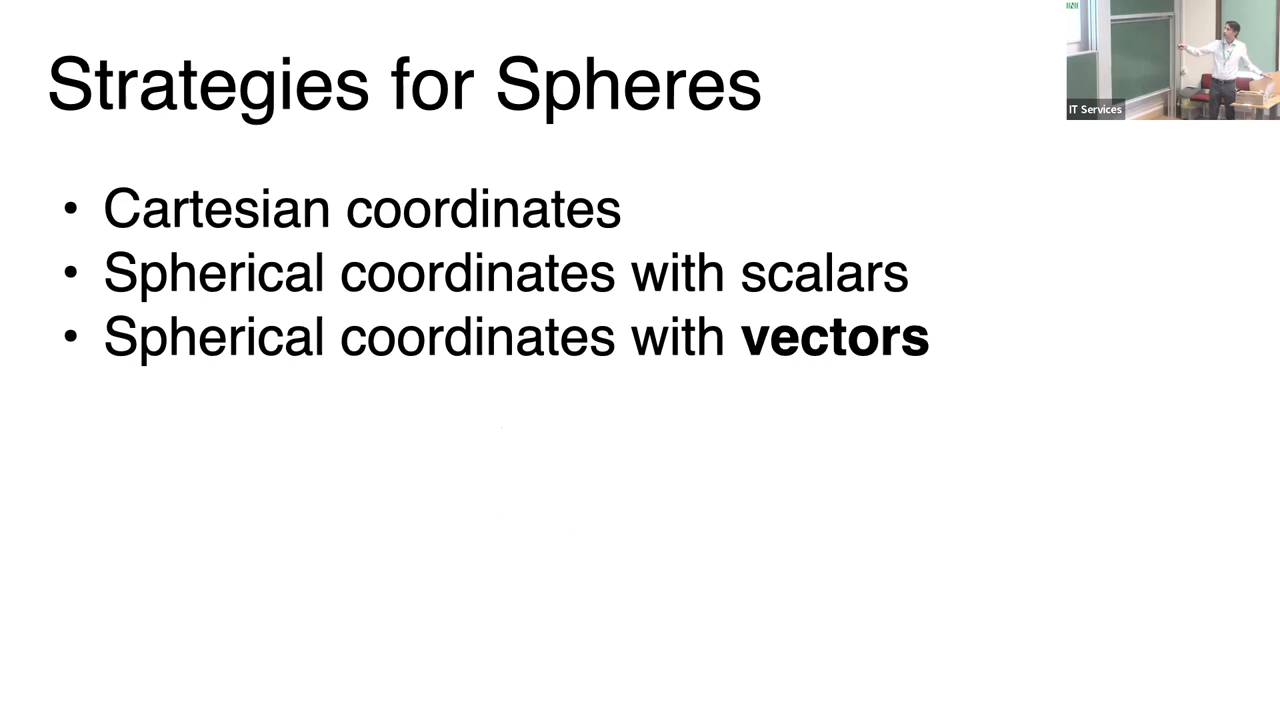 Strategies for Spheres
• Cartesian coordinates
• Spherical coordinates with scalars
• Spherical coordinates with vectors
IT Services